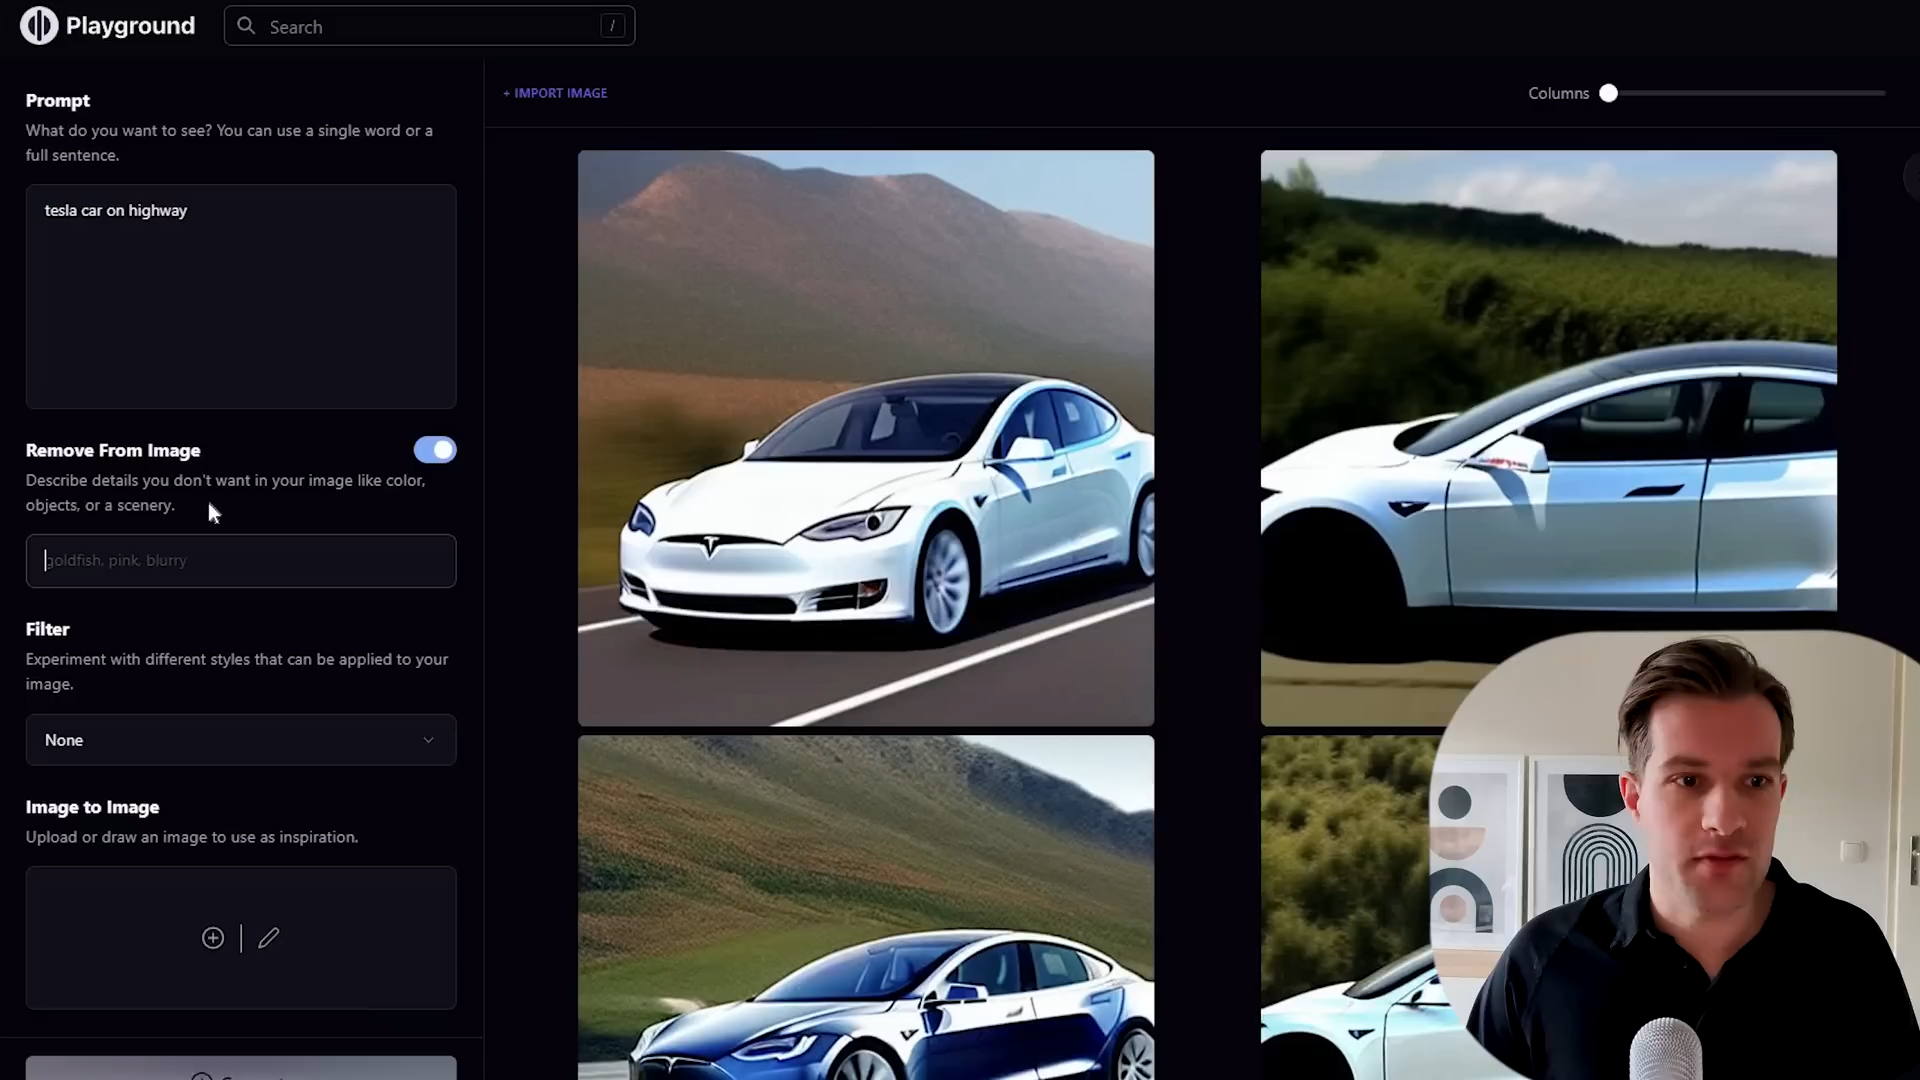 Playground
Search
/
Prompt
What do you want to see? You can use a single word or a
full sentence.
tesla car on highway
Remove From Image
Describe details you don't want in your image like color,
objects, or a scenery.
goldfish, pink, blurry
Filter
Experiment with different styles that can be applied to your
image.
None
Image to Image
Upload or draw an image to use as inspiration.
+ IMPORT IMAGE
Columns